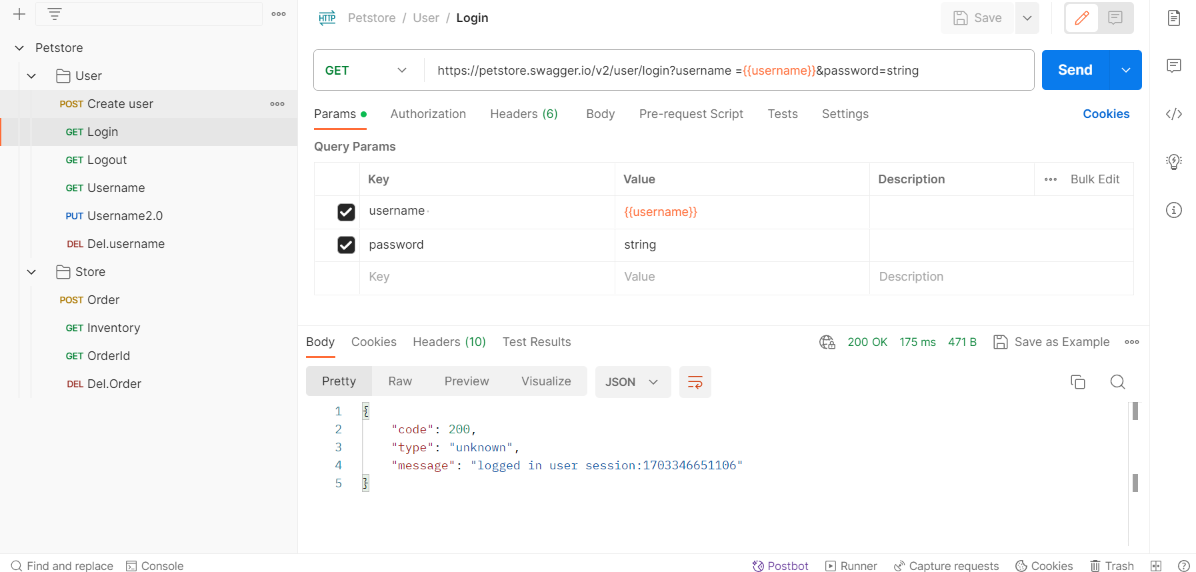 HTTP Petstore / User / Login
Save
Petstore
User
POST Create user
GET Login
GET Logout
GET Username
PUT Username2.0
DEL Del.username
Store
POST Order
GET Inventory
GET OrderId
DEL Del.Order
GET https://petstore.swagger.io/v2/user/login?username ={{username}}&password=string
Send
Params Authorization Headers (6) Body Pre-request Script Tests Settings Cookies
Query Params
Key Value Description Bulk Edit
username {{username}}
password string
Key Value Description
Body Cookies Headers (10) Test Results 200 OK 175 ms 471 B Save as Example
Pretty Raw Preview Visualize JSON
1 {
2 "code": 200,
3 "type": "unknown",
4 "message": "logged in user session:1703346651106"
5 }
Find and replace Console Postbot Runner Capture requests Cookies Trash